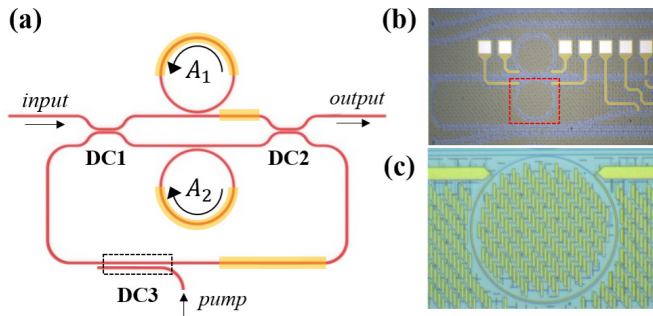 (a)
A₁
input
output
DC1
DC2
A₂
DC3
pump
(b)
(c)